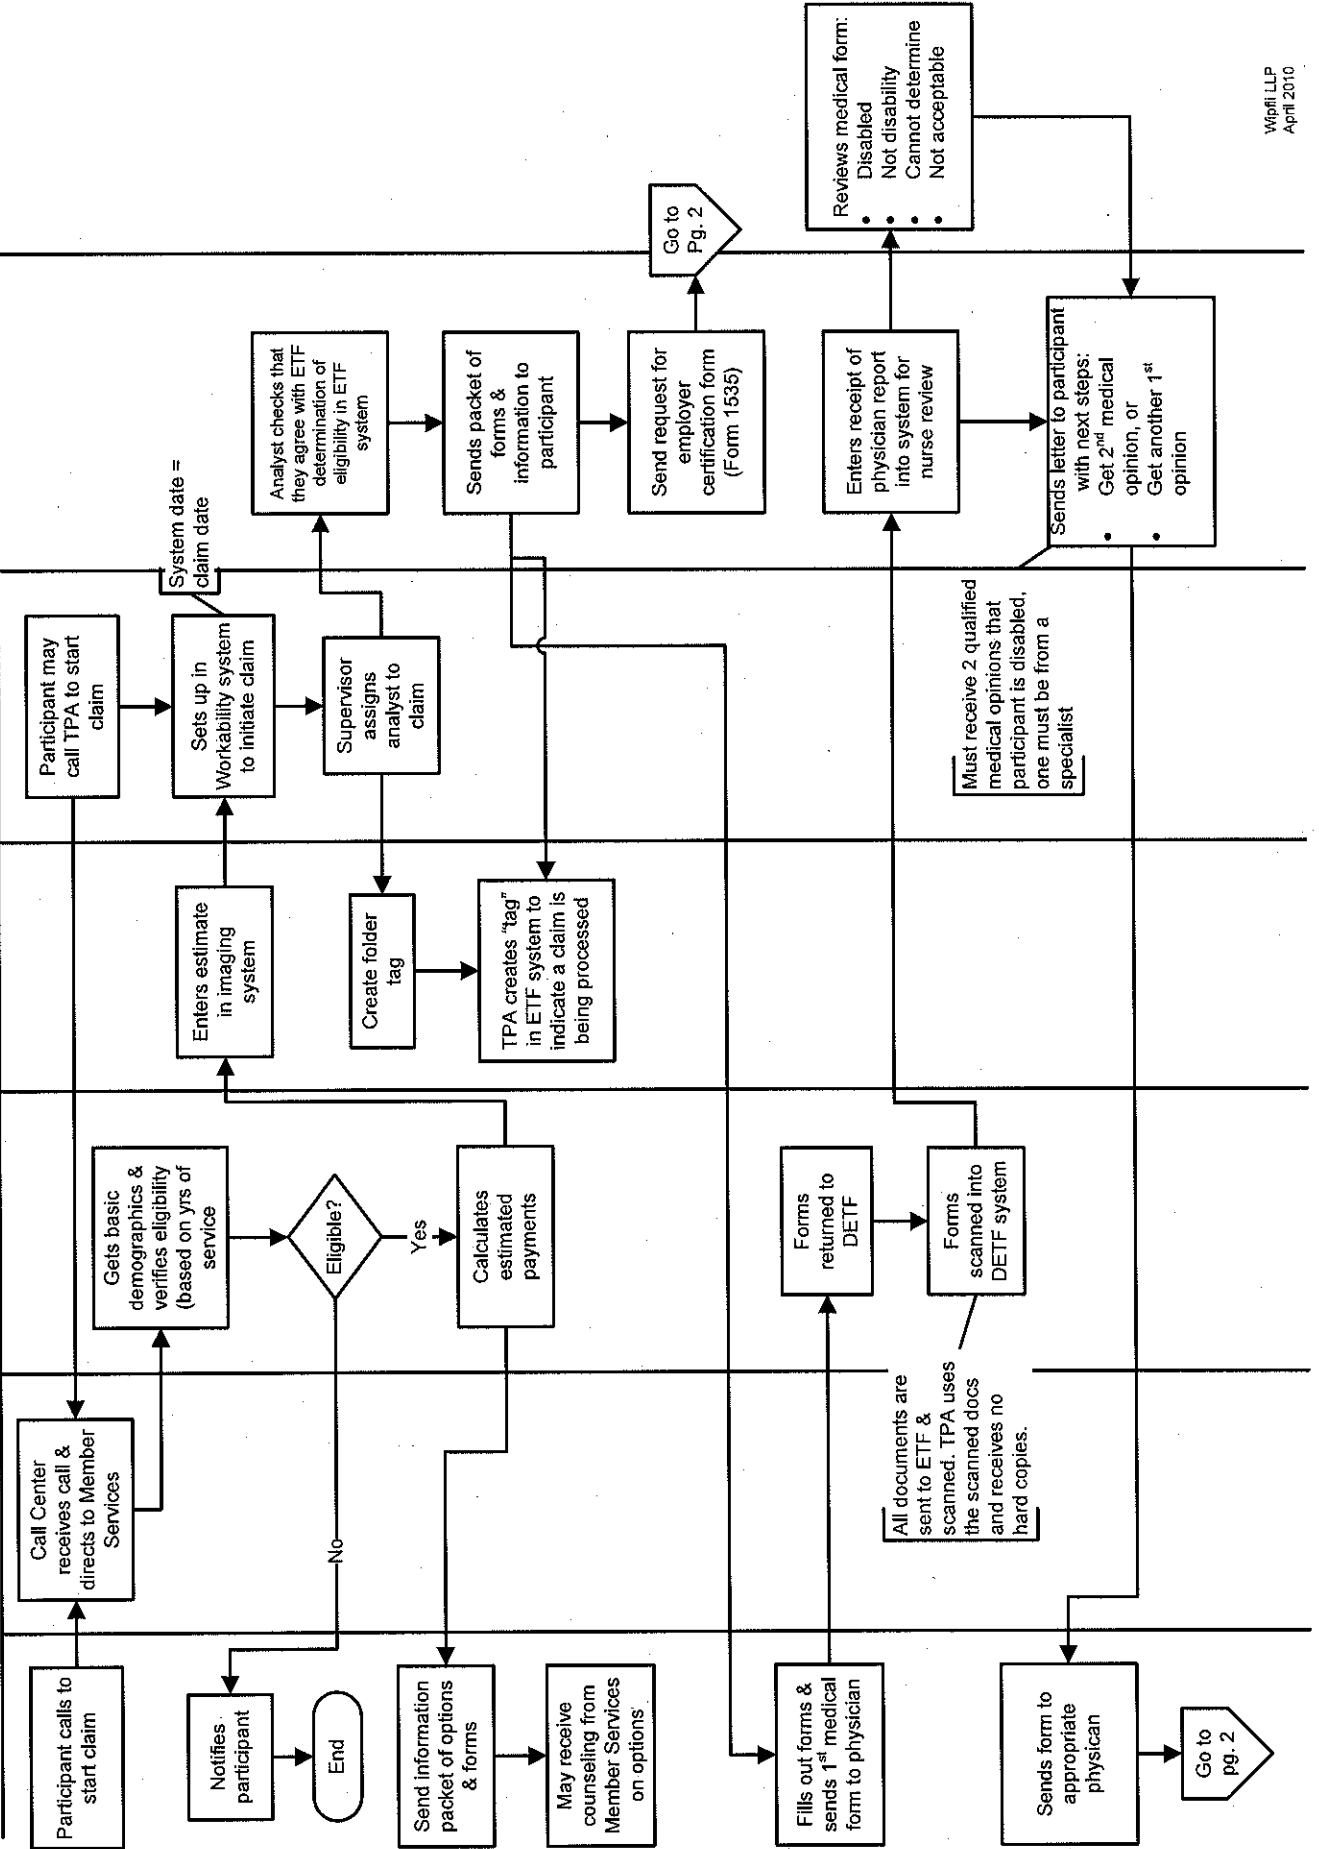 Participant calls to
start claim
Call Center
receives call &
directs to Member
Services
Gets basic
demographics &
verifies eligibility
(based on yrs of
service
Eligible?
No
Yes
Notifies
participant
End
Calculates
estimated
payments
Send information
packet of options
& forms
May receive
counseling from
Member Services
on options
Enters estimate
in imaging
system
Participant may
call TPA to start
claim
Sets up in
Workability system
to initiate claim
System date =
claim date
Supervisor
assigns
analyst to
claim
Create folder
tag
TPA creates "tag"
in ETF system to
indicate a claim is
being processed
Analyst checks that
they agree with ETF
determination of
eligibility in ETF
system
Sends packet of
forms &
information to
participant
Send request for
employer
certification form
(Form 1535)
Go to
Pg. 2
Fills out forms &
sends 1st medical
form to physician
Forms
returned to
DETF
Forms
scanned into
DETF system
All documents are
sent to ETF &
scanned. TPA uses
the scanned docs
and receives no
hard copies.
Enters receipt of
physician report
into system for
nurse review
Reviews medical form:
• Disabled
• Not disability
• Cannot determine
• Not acceptable
Sends letter to participant
with next steps:
• Get 2nd medical
opinion, or
• Get another 1st
opinion
Must receive 2 qualified
medical opinions that
participant is disabled,
one must be from a
specialist
Sends form to
appropriate
physican
Go to
pg. 2
Wipfli LLP
April 2010